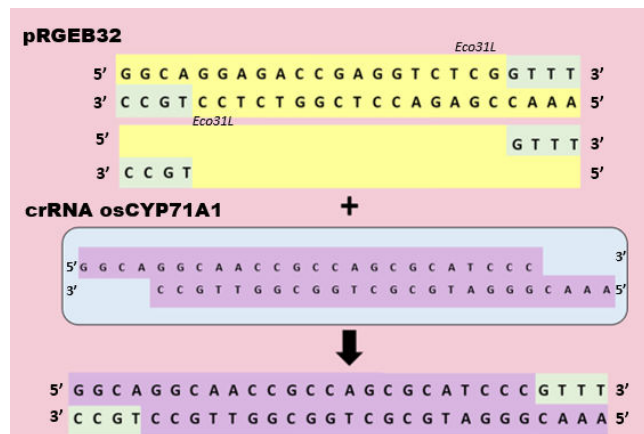 pRGEB32
Eco31L
5' G G C A G G A G A C C G A G G T C T C G G T T T 3'
3' C C G T C C T C T G G C T C C A G A G C C A A A 5'
Eco31L
5' G T T T 3'
3' C C G T 5'
crRNA osCYP71A1 +
3'
5' G G C A G G C A A C C G C C A G C G C A T C C C
3' C C G T T G G C G G T C G C G T A G G G C A A A 5'
5' G G C A G G C A A C C G C C A G C G C A T C C C G T T T 3'
3' C C G T C C G T T G G C G G T C G C G T A G G G C A A A 5'